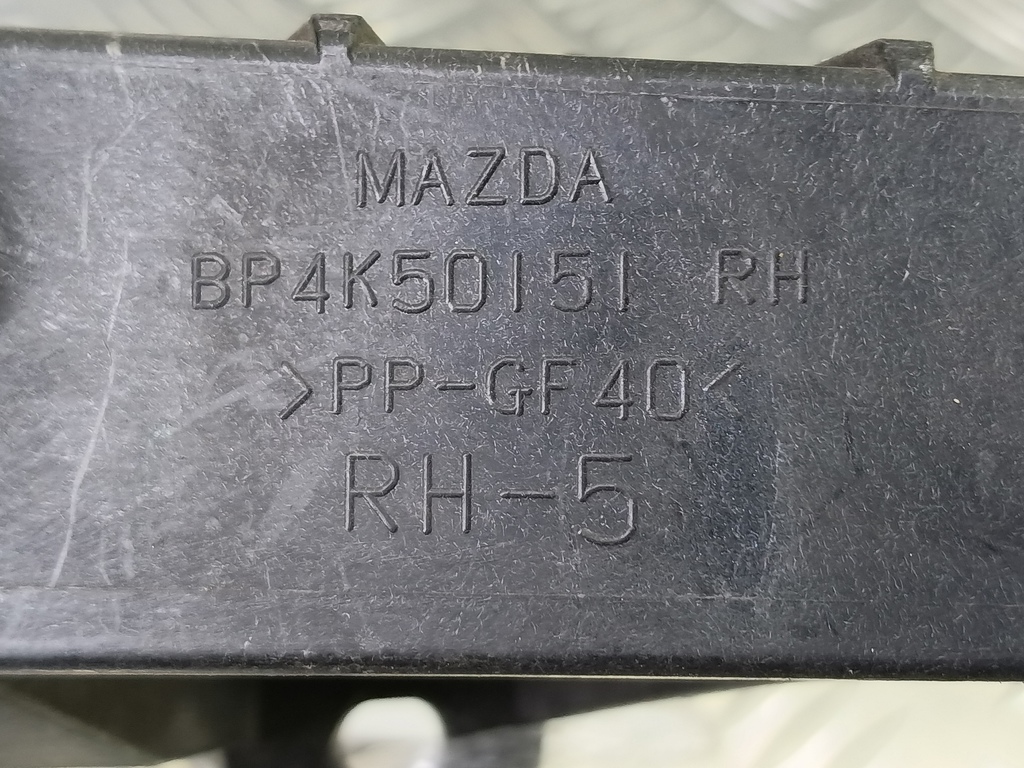 MAZDA
BP4K50151 RH
>PP-GF40<
RH-5